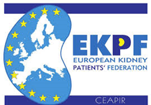 EKPF
EUROPEAN KIDNEY
PATIENTS' FEDERATION
CEAPIR